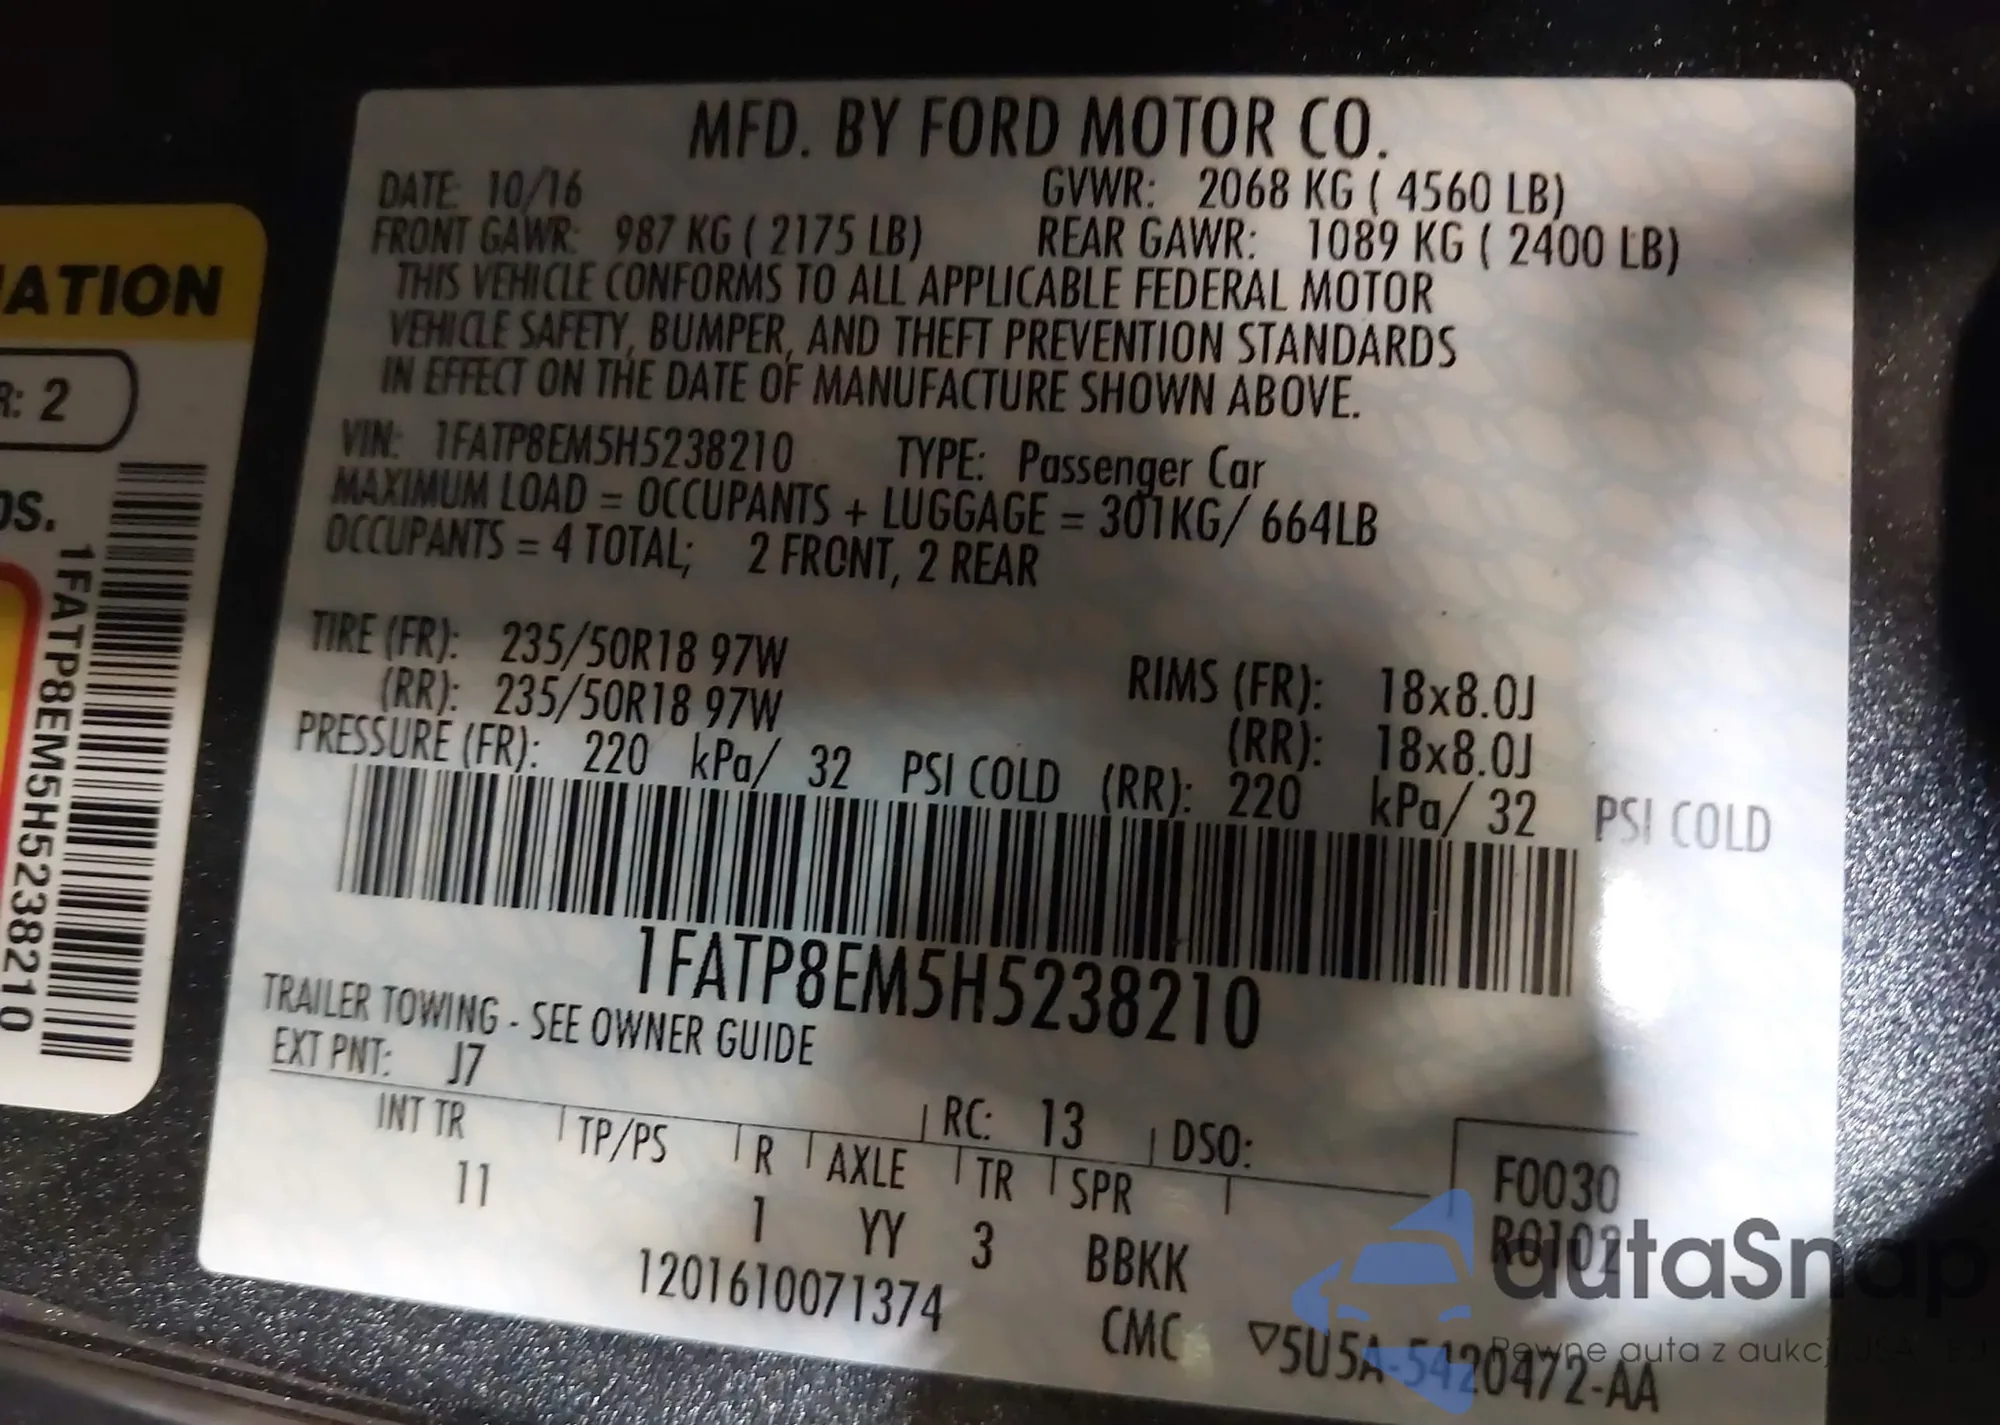 MFD. BY FORD MOTOR CO.
DATE: 10/16 GVWR: 2068 KG ( 4560 LB)
FRONT GAWR: 987 KG ( 2175 LB) REAR GAWR: 1089 KG ( 2400 LB)
THIS VEHICLE CONFORMS TO ALL APPLICABLE FEDERAL MOTOR
VEHICLE SAFETY, BUMPER, AND THEFT PREVENTION STANDARDS
IN EFFECT ON THE DATE OF MANUFACTURE SHOWN ABOVE.
VIN: 1FATP8EM5H5238210 TYPE: Passenger Car
MAXIMUM LOAD = OCCUPANTS + LUGGAGE = 301KG/ 664LB
OCCUPANTS = 4 TOTAL; 2 FRONT, 2 REAR
TIRE (FR): 235/50R18 97W RIMS (FR): 18x8.0J
(RR): 235/50R18 97W (RR): 18x8.0J
PRESSURE (FR): 220 kPa/ 32 PSI COLD (RR): 220 kPa/ 32 PSI COLD
1FATP8EM5H5238210
TRAILER TOWING - SEE OWNER GUIDE
EXT PNT: J7 RC: 13 DSO:
INT TR TP/PS R AXLE TR SPR F0030
11 1 YY 3 BBKK R0102
1201610071374 CMC ▽5U5A-5420472-AA
ATION
R: 2
OS.
1FATP8EM5H5238210
autaSnap
Pewne auta z aukcji